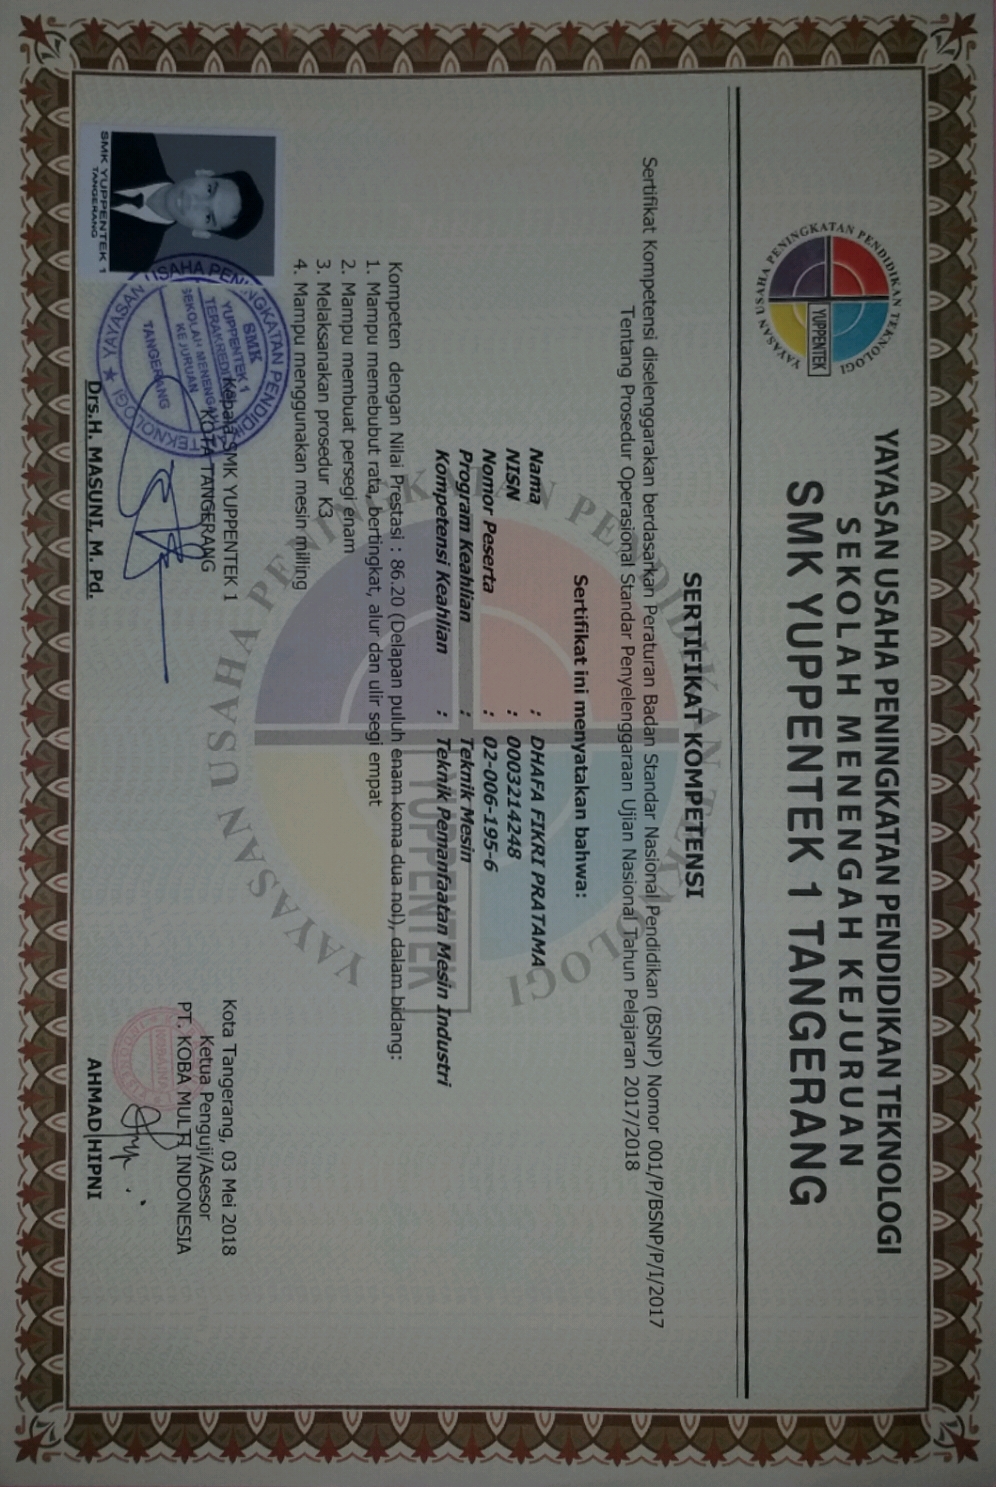 YAYASAN USAHA PENINGKATAN PENDIDIKAN TEKNOLOGI
YUPPENTEK
YAYASAN USAHA PENINGKATAN PENDIDIKAN TEKNOLOGI
SEKOLAH MENENGAH KEJURUAN
SMK YUPPENTEK 1 TANGERANG
SERTIFIKAT KOMPETENSI
Sertifikat Kompetensi diselenggarakan berdasarkan Peraturan Badan Standar Nasional Pendidikan (BSNP) Nomor 001/P/BSNP/P/I/2017
Tentang Prosedur Operasional Standar Penyelenggaraan Ujian Nasional Tahun Pelajaran 2017/2018
Sertifikat ini menyatakan bahwa:
Nama : DHAFA FIKRI PRATAMA
NISN : 0003214248
Nomor Peserta : 02-006-195-6
Program Keahlian : Teknik Mesin
Kompetensi Keahlian : Teknik Pemanfaatan Mesin Industri
YAYASAN USAHA PENINGKATAN PENDIDIKAN TEKNOLOGI
YUPPENTEK
Kompeten dengan Nilai Prestasi : 86.20 (Delapan puluh enam koma dua nol), dalam bidang:
1. Mampu memebubut rata, bertingkat, alur dan ulir segi empat
2. Mampu membuat persegi enam
3. Melaksanakan prosedur K3
4. Mampu menggunakan mesin milling
SMK YUPPENTEK 1
TANGERANG
YAYASAN USAHA PENINGKATAN PENDIDIKAN TEKNOLOGI
SMK
YUPPENTEK 1
SEKOLAH MENENGAH
KEJURUAN
TANGERANG
Kepala SMK YUPPENTEK 1
KOTA TANGERANG
Drs.H. MASUNI, M. Pd.
Kota Tangerang, 03 Mei 2018
Ketua Penguji/Asesor
PT. KOBA MULTI INDONESIA
AHMAD HIPNI